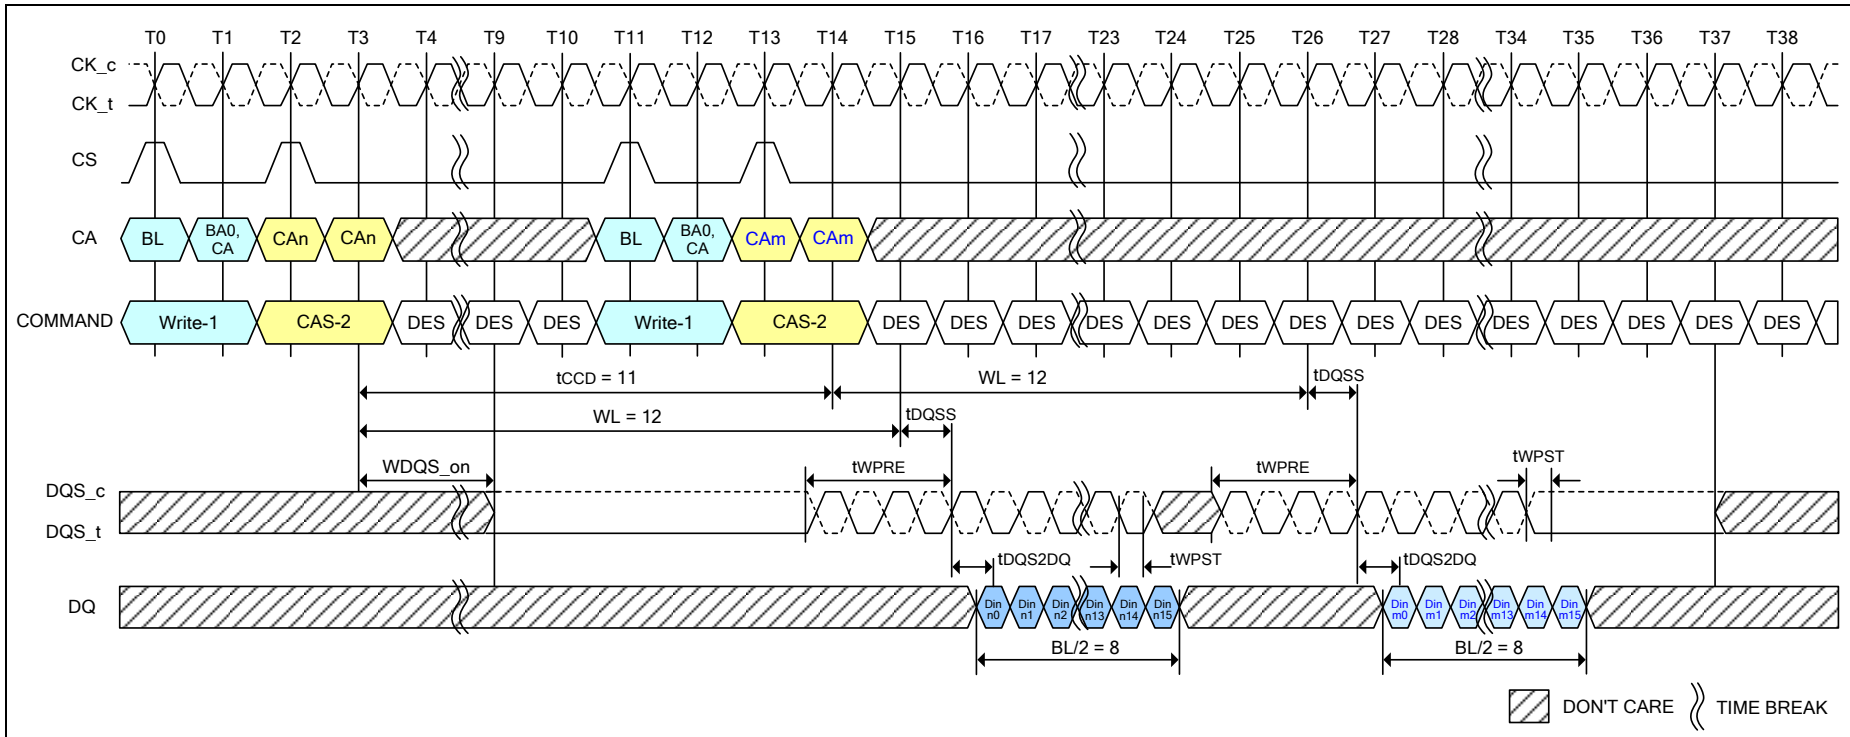 T0 T1 T2 T3 T4 T9 T10 T11 T12 T13 T14 T15 T16 T17 T23 T24 T25 T26 T27 T28 T34 T35 T36 T37 T38
CK_c
CK_t
CS
CA BL BA0, CA CAn CAn BL BA0, CA CAm CAm
COMMAND Write-1 CAS-2 DES DES DES Write-1 CAS-2 DES DES DES DES DES DES DES DES DES DES DES DES DES DES
tCCD = 11 WL = 12 tDQSS
WL = 12 tDQSS
WDQS_on tWPRE tWPRE tWPST
DQS_c
DQS_t
tDQS2DQ tWPST tDQS2DQ
DQ Din n0 Din n1 Din n2 Din n13 Din n14 Din n15 Din m0 Din m1 Din m2 Din m13 Din m14 Din m15
BL/2 = 8 BL/2 = 8
DON'T CARE TIME BREAK